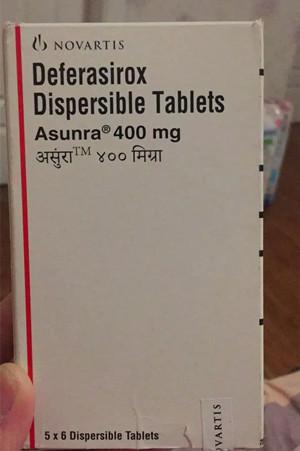 NOVARTIS
Deferasirox
Dispersible Tablets
Asunra® 400 mg
असुंरा™ ४०० मिग्रा
5 x 6 Dispersible Tablets
NOVARTIS